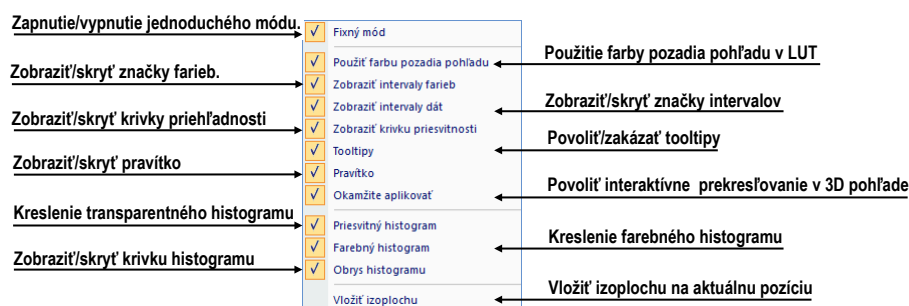 Zapnutie/vypnutie jednoduchého módu.
Fixný mód
Použiť farbu pozadia pohľadu
Použitie farby pozadia pohľadu v LUT
Zobraziť/skryť značky farieb.
Zobraziť intervaly farieb
Zobraziť intervaly dát
Zobraziť/skryť značky intervalov
Zobraziť/skryť krivky priehľadnosti
Zobraziť krivku priesvitnosti
Tooltipy
Povoliť/zakázať tooltipy
Zobraziť/skryť pravítko
Pravítko
Okamžite aplikovať
Povoliť interaktívne prekresľovanie v 3D pohľade
Kreslenie transparentného histogramu
Priesvitný histogram
Farebný histogram
Kreslenie farebného histogramu
Zobraziť/skryť krivku histogramu
Obrys histogramu
Vložiť izoplochu
Vložiť izoplochu na aktuálnu pozíciu